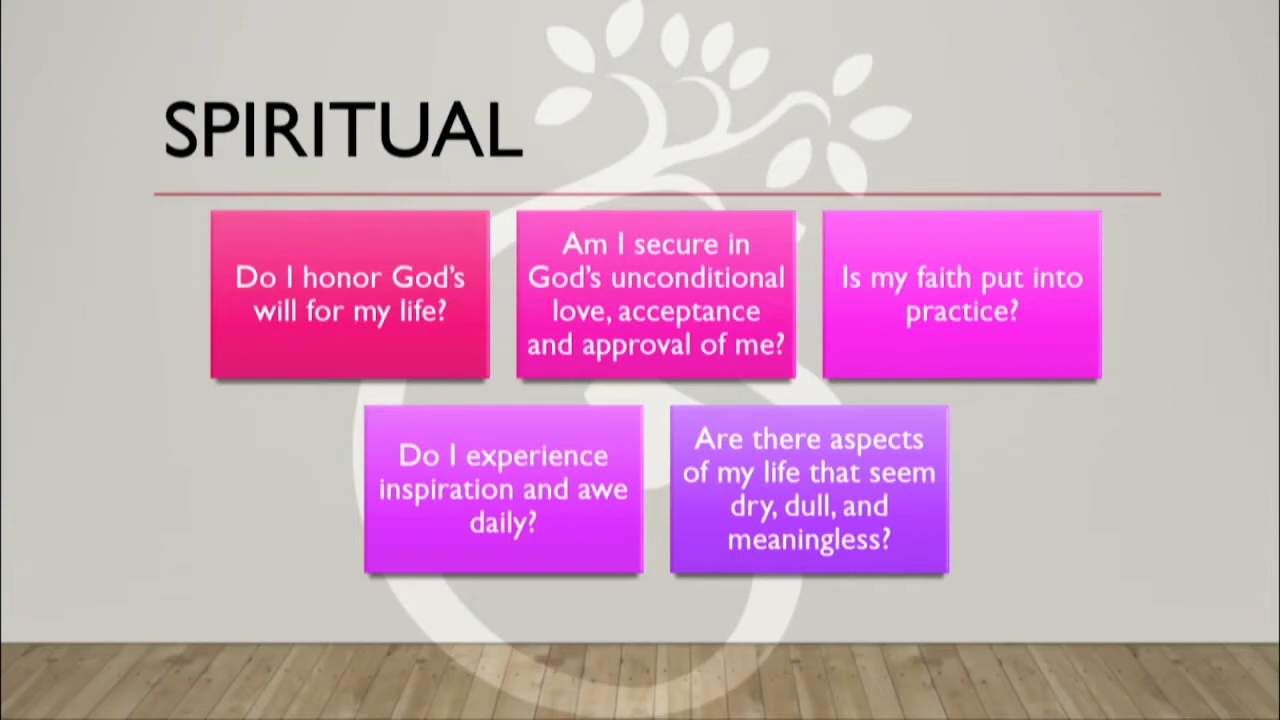 SPIRITUAL
Do I honor God's
will for my life?
Am I secure in
God's unconditional
love, acceptance
and approval of me?
Is my faith put into
practice?
Do I experience
inspiration and awe
daily?
Are there aspects
of my life that seem
dry, dull, and
meaningless?